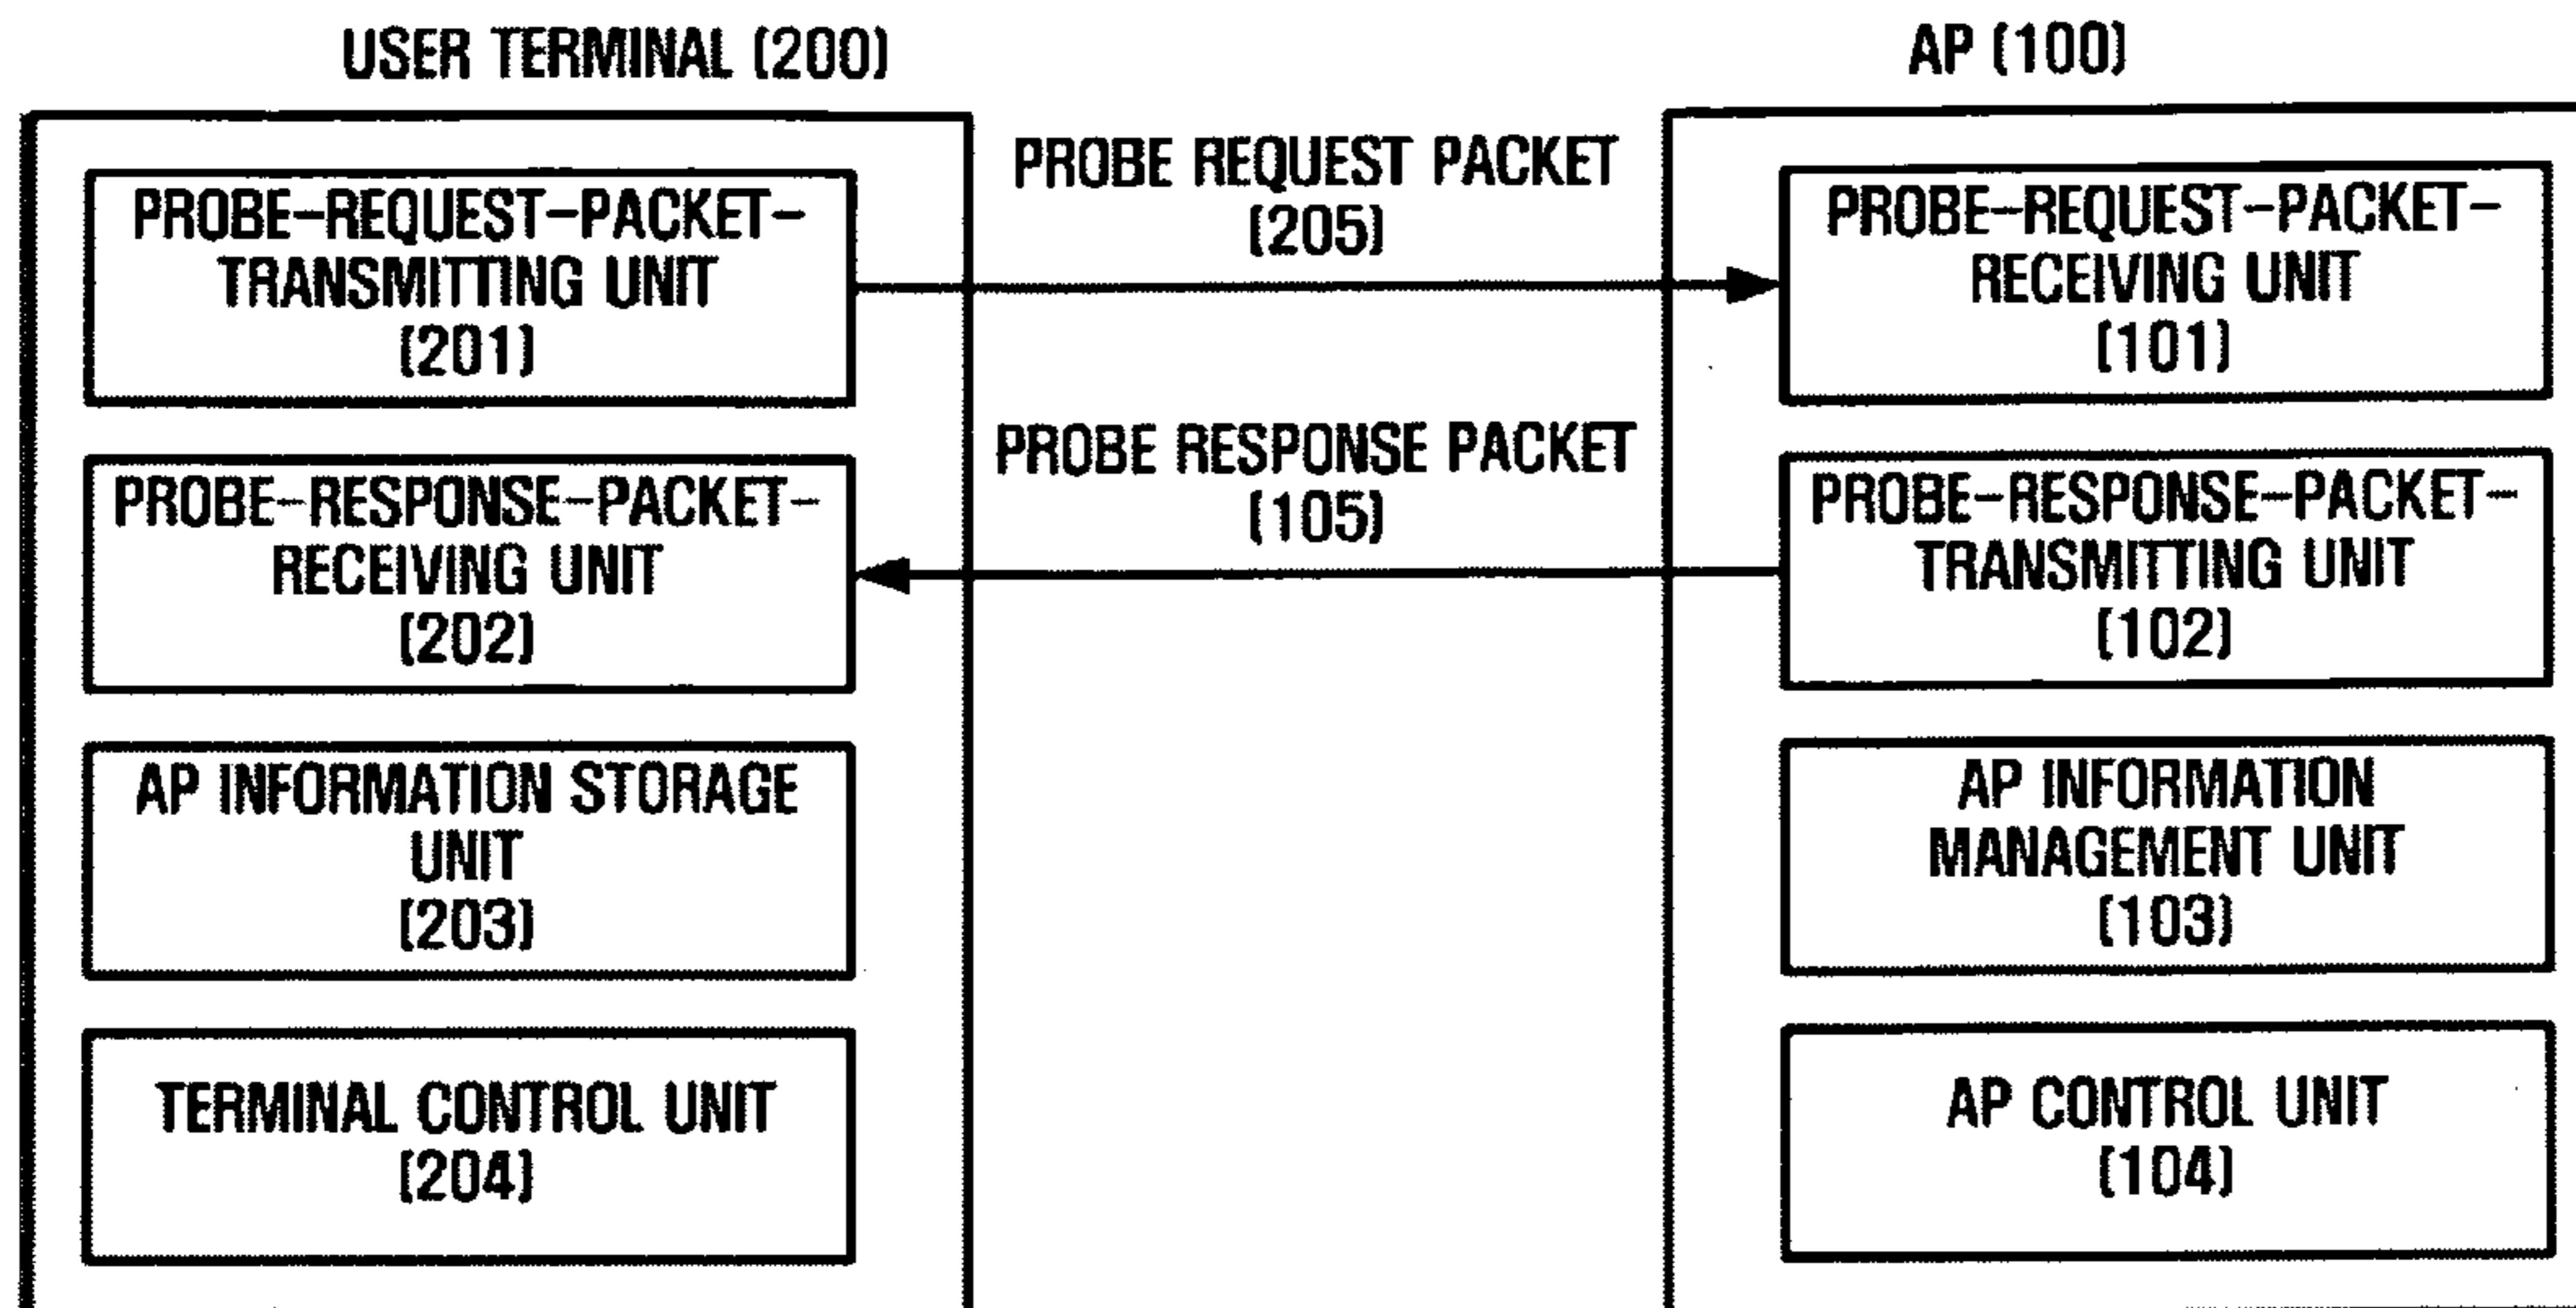 USER TERMINAL (200)
PROBE-REQUEST-PACKET-
TRANSMITTING UNIT
(201)
PROBE-RESPONSE-PACKET-
RECEIVING UNIT
(202)
AP INFORMATION STORAGE
UNIT
(203)
TERMINAL CONTROL UNIT
(204)
PROBE REQUEST PACKET
(205)
PROBE RESPONSE PACKET
(105)
AP (100)
PROBE-REQUEST-PACKET-
RECEIVING UNIT
(101)
PROBE-RESPONSE-PACKET-
TRANSMITTING UNIT
(102)
AP INFORMATION
MANAGEMENT UNIT
(103)
AP CONTROL UNIT
(104)